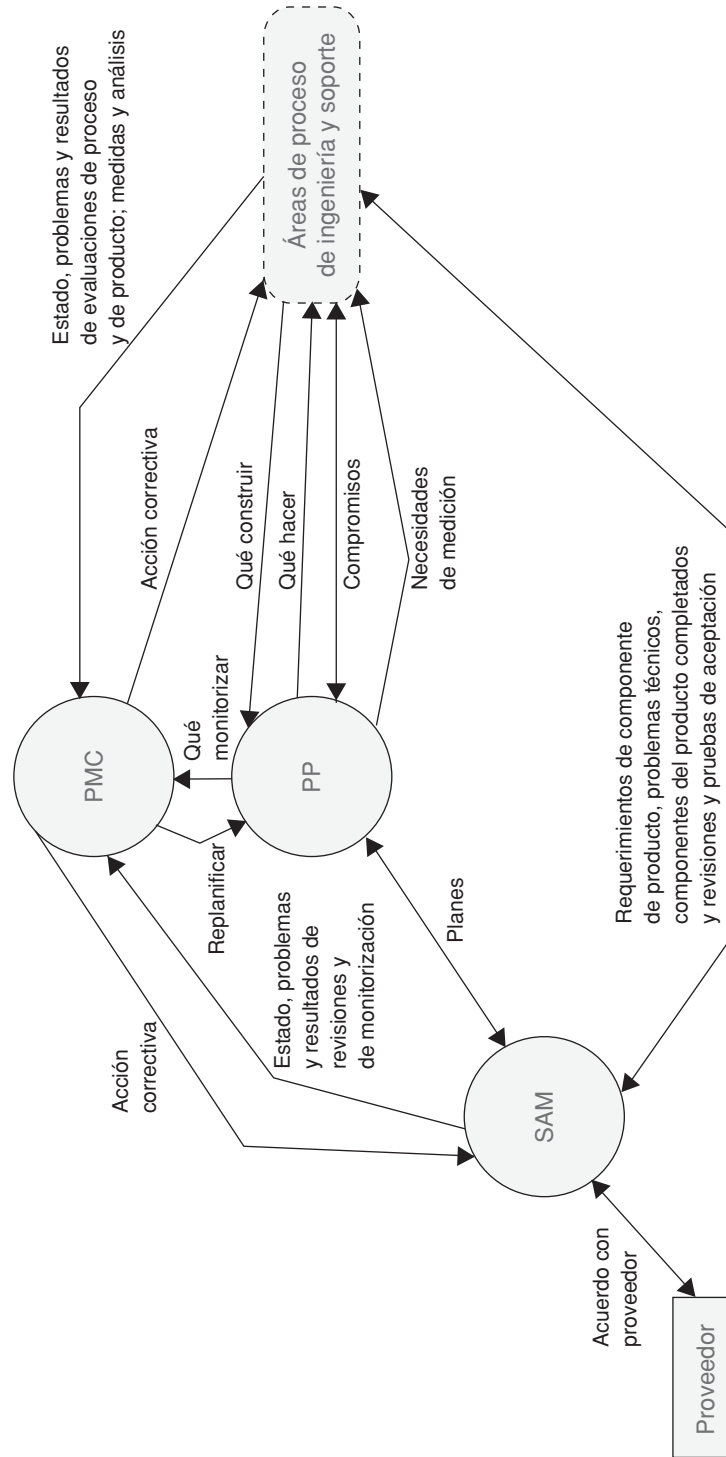 Estado, problemas y resultados
de evaluaciones de proceso
y de producto; medidas y análisis
Acción correctiva
PMC
Acción
correctiva
Replanificar
Qué
monitorizar
Qué construir
Qué hacer
Compromisos
Necesidades
de medición
Áreas de proceso
de ingeniería y soporte
PP
Estado, problemas
y resultados de
revisiones y
de monitorización
Planes
SAM
Acuerdo con
proveedor
Proveedor
Requerimientos de componente
de producto, problemas técnicos,
componentes del producto completados
y revisiones y pruebas de aceptación